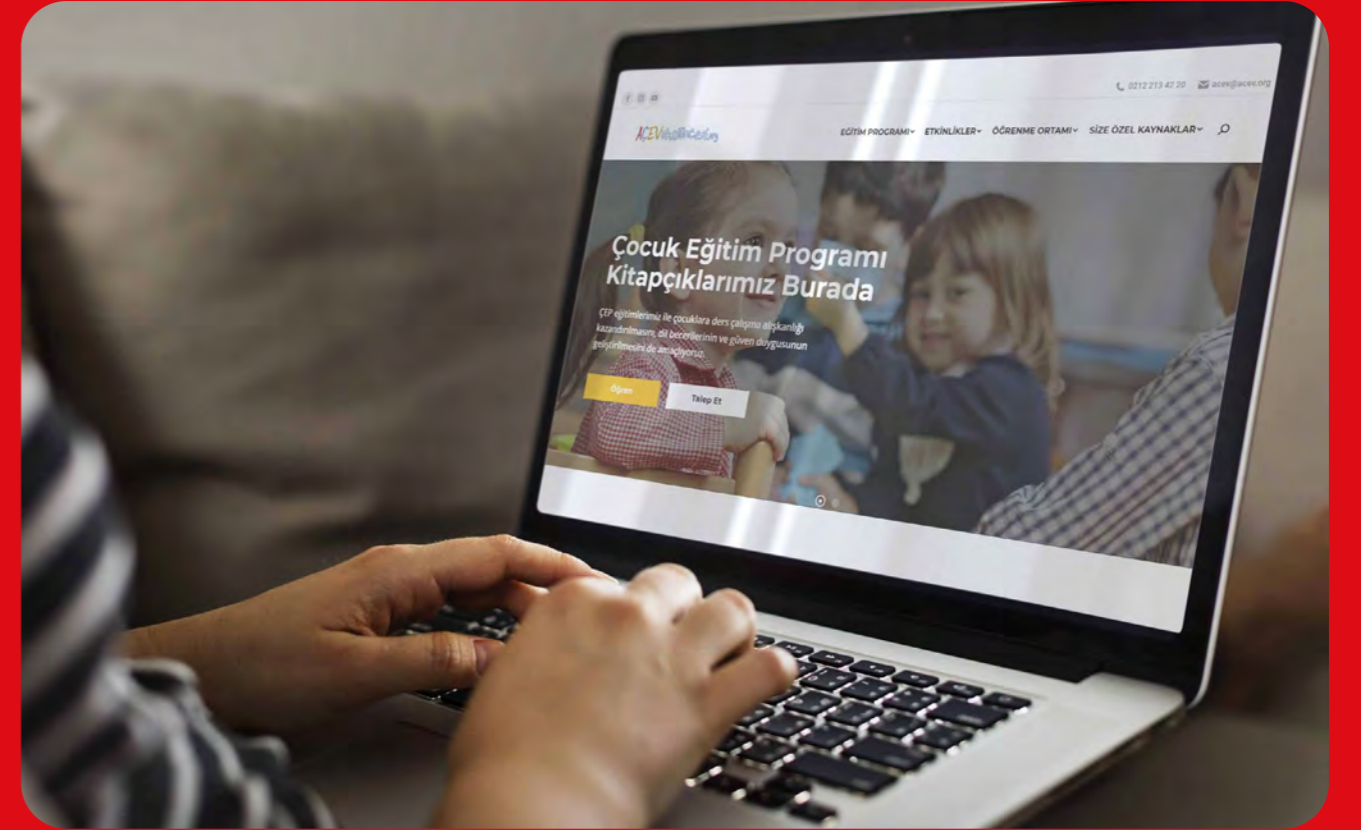 0212 213 42 20 acev@acev.org
AÇEV
EĞİTİM PROGRAMI ETKİNLİKLER ÖĞRENME ORTAMI SİZE ÖZEL KAYNAKLAR
Çocuk Eğitim Programı
Kitapçıklarımız Burada
ÇEP eğitimlerimiz ile çocuklara ders çalışma alışkanlığı
kazandırılmasını, dil becerilerinin ve güven duygusunun
geliştirilmesini de amaçlıyoruz.
Öğren Talep Et